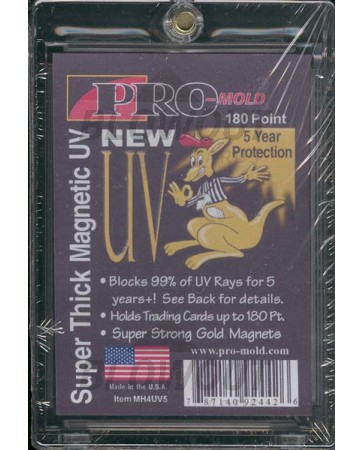 PRO-MOLD
180 Point
NEW
5 Year
Protection
UV
Super Thick Magnetic UV
• Blocks 99% of UV Rays for 5
years+! See Back for details.
• Holds Trading Cards up to 180 Pt.
• Super Strong Gold Magnets
www.pro-mold.com
Made in the U.S.A.
Item MH4UV5
7 87140 92442 6